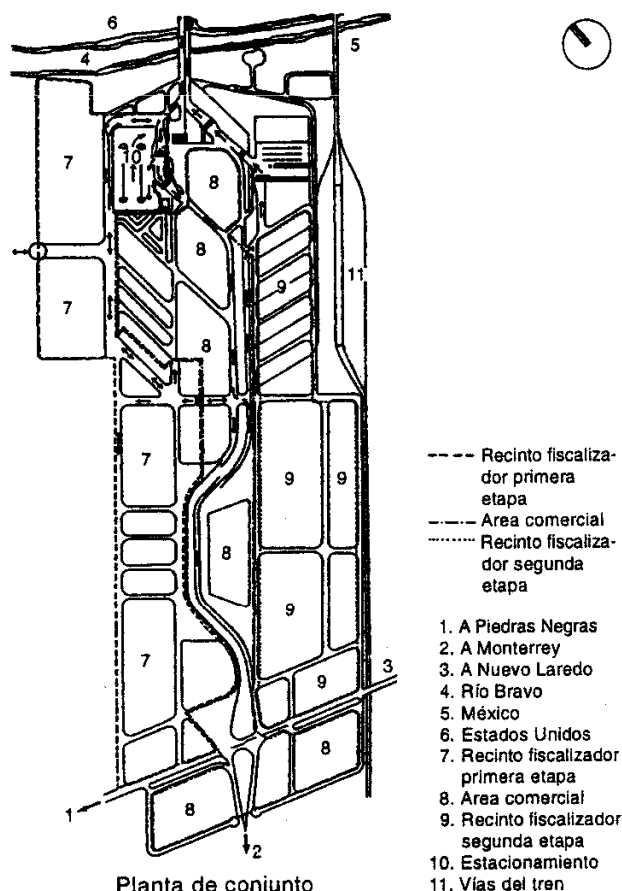 6
4
5
7
10
8
7
8
9
11
8
7
9
9
8
9
7
9
3
8
8
1
2
Planta de conjunto
Recinto fiscaliza-
dor primera
etapa
Area comercial
Recinto fiscaliza-
dor segunda
etapa
1. A Piedras Negras
2. A Monterrey
3. A Nuevo Laredo
4. Río Bravo
5. México
6. Estados Unidos
7. Recinto fiscalizador
primera etapa
8. Area comercial
9. Recinto fiscalizador
segunda etapa
10. Estacionamiento
11. Vías del tren